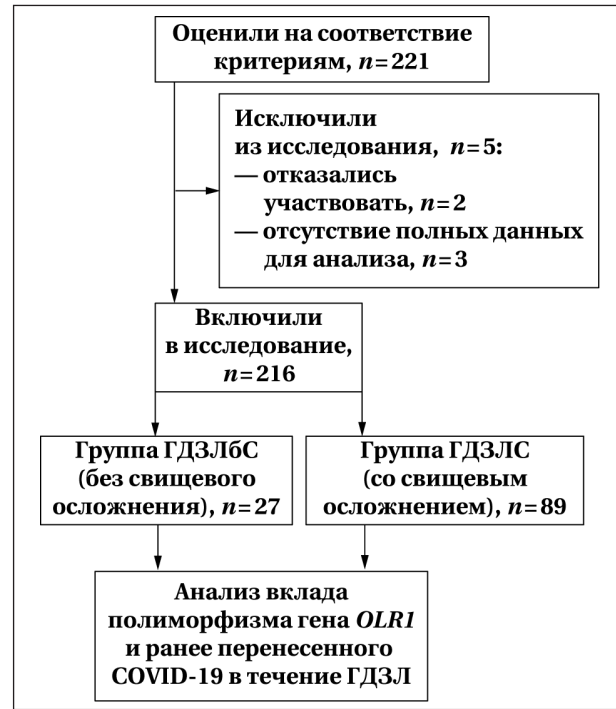 Оценили на соответствие
критериям, n=221
Исключили
из исследования, n=5:
— отказались
участвовать, n=2
— отсутствие полных данных
для анализа, n=3
Включили
в исследование,
n=216
Группа ГДЗЛбС
(без свищевого
осложнения), n=27
Группа ГДЗЛС
(со свищевым
осложнением), n=89
Анализ вклада
полиморфизма гена OLR1
и ранее перенесенного
COVID-19 в течение ГДЗЛ